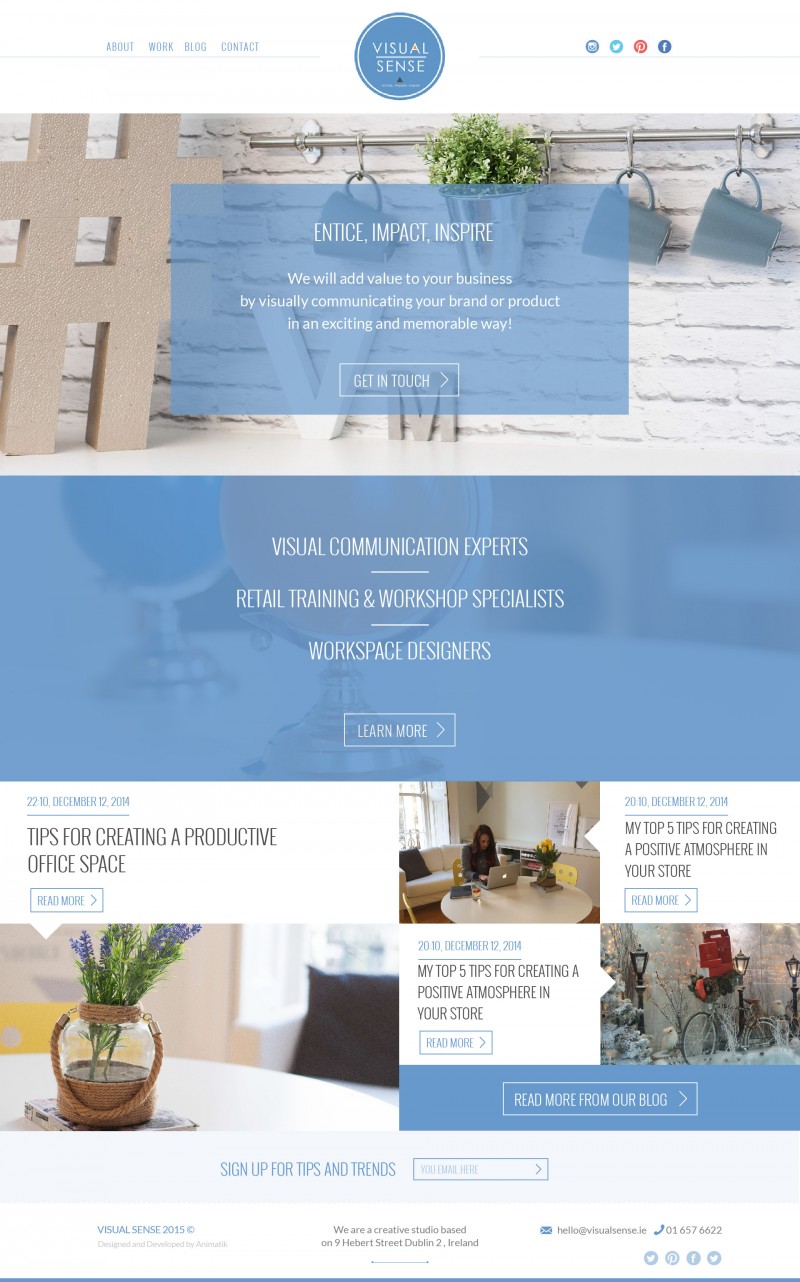 ABOUT WORK BLOG CONTACT
VISUAL
SENSE
ENTICE, IMPACT, INSPIRE
We will add value to your business
by visually communicating your brand or product
in an exciting and memorable way!
GET IN TOUCH
VM
VISUAL COMMUNICATION EXPERTS
RETAIL TRAINING & WORKSHOP SPECIALISTS
WORKSPACE DESIGNERS
LEARN MORE
22:10, DECEMBER 12, 2014
TIPS FOR CREATING A PRODUCTIVE
OFFICE SPACE
READ MORE
20:10, DECEMBER 12, 2014
MY TOP 5 TIPS FOR CREATING
A POSITIVE ATMOSPHERE IN
YOUR STORE
READ MORE
20:10, DECEMBER 12, 2014
MY TOP 5 TIPS FOR CREATING A
POSITIVE ATMOSPHERE IN
YOUR STORE
READ MORE
READ MORE FROM OUR BLOG
SIGN UP FOR TIPS AND TRENDS
YOU EMAIL HERE
VISUAL SENSE 2015 ©
Designed and Developed by Animatik
We are a creative studio based
on 9 Hebert Street Dublin 2 , Ireland
hello@visualsense.ie 01 657 6622